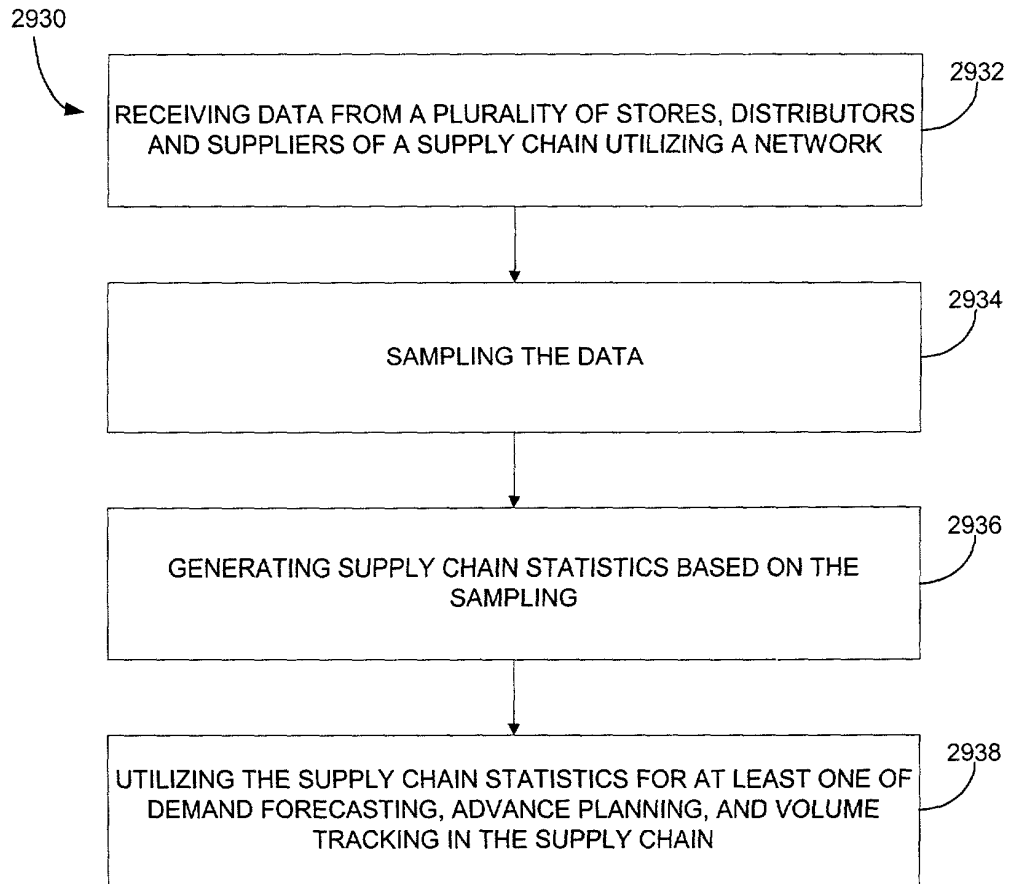 2930
2932
RECEIVING DATA FROM A PLURALITY OF STORES, DISTRIBUTORS
AND SUPPLIERS OF A SUPPLY CHAIN UTILIZING A NETWORK
2934
SAMPLING THE DATA
2936
GENERATING SUPPLY CHAIN STATISTICS BASED ON THE
SAMPLING
2938
UTILIZING THE SUPPLY CHAIN STATISTICS FOR AT LEAST ONE OF
DEMAND FORECASTING, ADVANCE PLANNING, AND VOLUME
TRACKING IN THE SUPPLY CHAIN